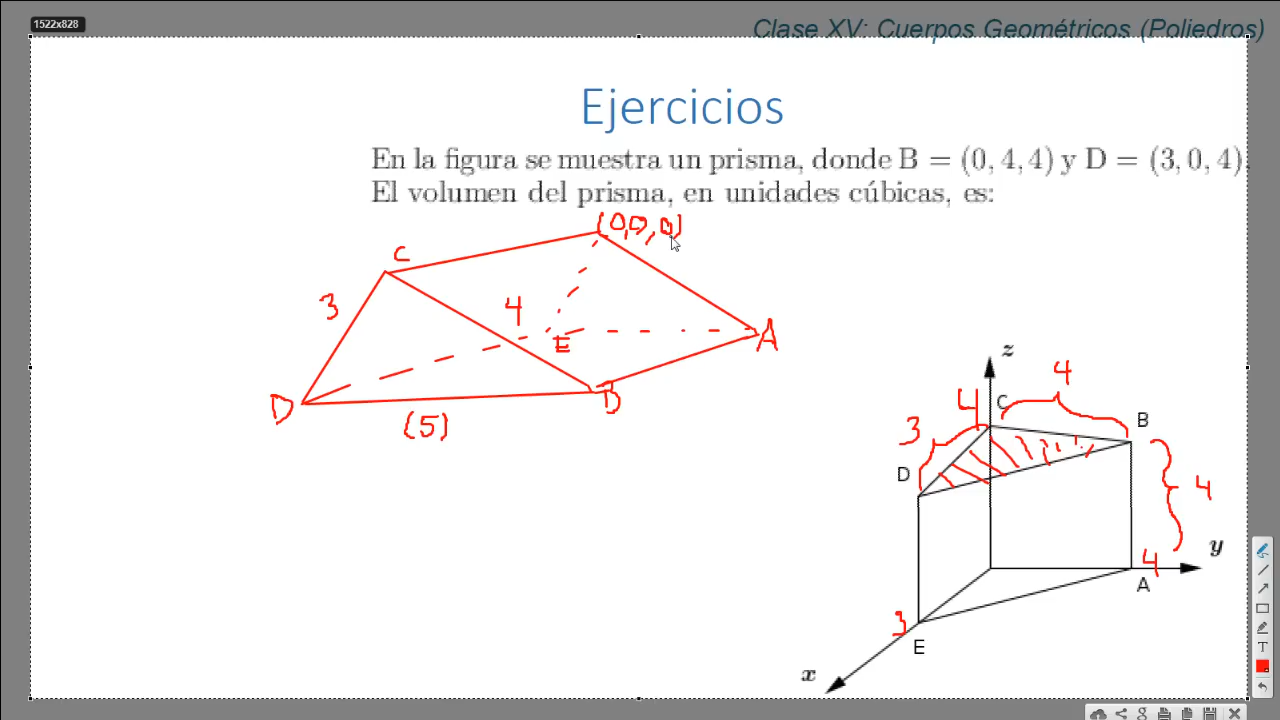 1522x828
Clase XV: Cuerpos Geométricos (Poliedros)
Ejercicios
En la figura se muestra un prisma, donde B = (0, 4, 4) y D = (3, 0, 4).
El volumen del prisma, en unidades cúbicas, es:
(0,0,0)
C
3
4
E
A
D
B
(5)
z
4
4
C
3
B
D
4
y
4
A
3
E
x
T